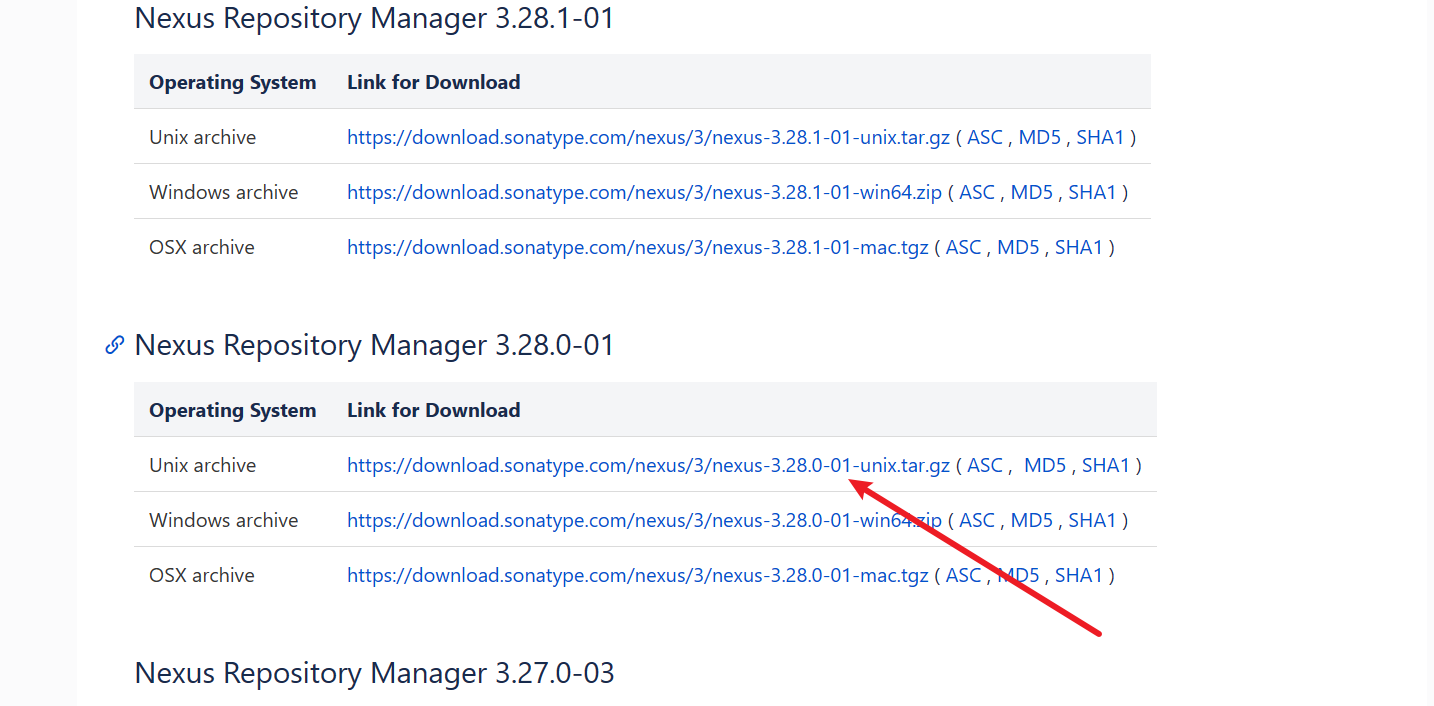 Nexus Repository Manager 3.28.1-01
Operating System Link for Download
Unix archive https://download.sonatype.com/nexus/3/nexus-3.28.1-01-unix.tar.gz ( ASC , MD5 , SHA1 )
Windows archive https://download.sonatype.com/nexus/3/nexus-3.28.1-01-win64.zip ( ASC , MD5 , SHA1 )
OSX archive https://download.sonatype.com/nexus/3/nexus-3.28.1-01-mac.tgz ( ASC , MD5 , SHA1 )
Nexus Repository Manager 3.28.0-01
Operating System Link for Download
Unix archive https://download.sonatype.com/nexus/3/nexus-3.28.0-01-unix.tar.gz ( ASC , MD5 , SHA1 )
Windows archive https://download.sonatype.com/nexus/3/nexus-3.28.0-01-win64.zip ( ASC , MD5 , SHA1 )
OSX archive https://download.sonatype.com/nexus/3/nexus-3.28.0-01-mac.tgz ( ASC , MD5 , SHA1 )
Nexus Repository Manager 3.27.0-03